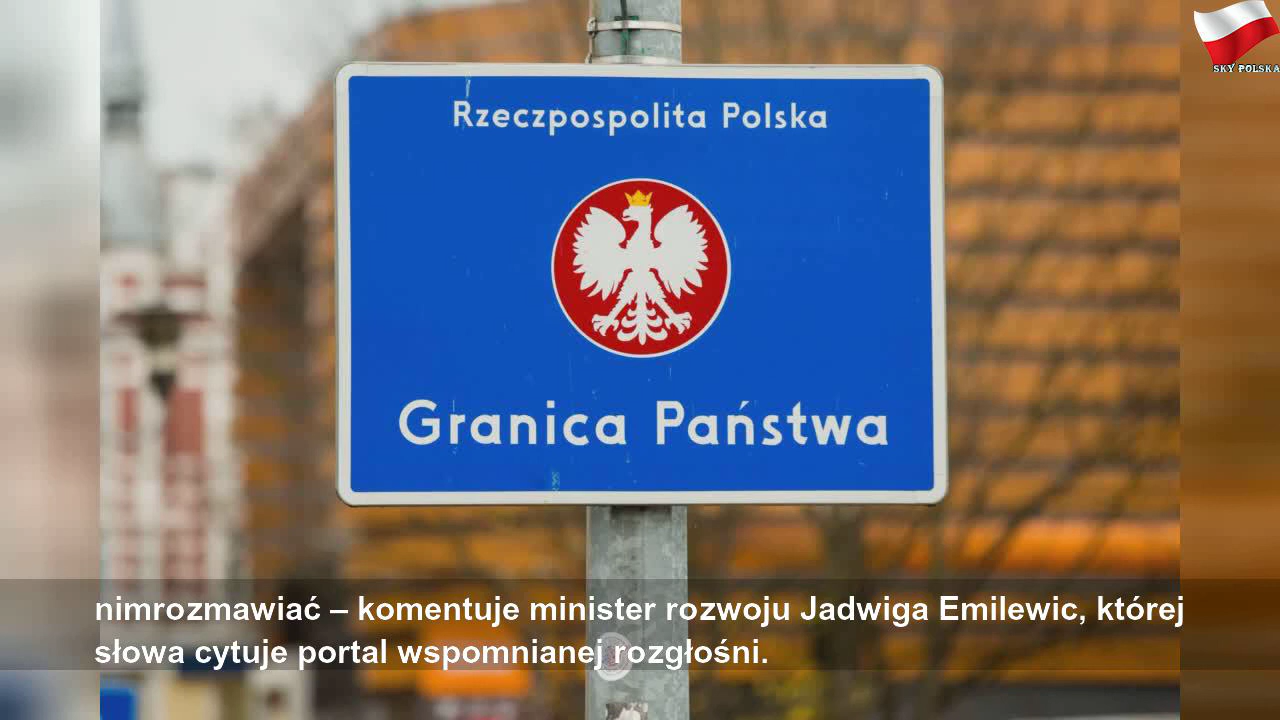 SKY POLSKA
Rzeczpospolita Polska
Granica Państwa
nimrozmawiać – komentuje minister rozwoju Jadwiga Emilewic, której
słowa cytuje portal wspomnianej rozgłośni.